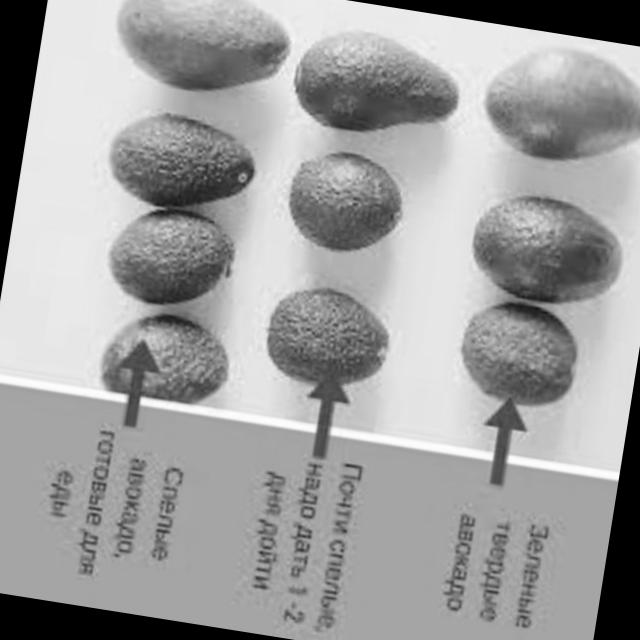 Зеленые
твердые
авокадо
Почти спелые,
надо дать 1-2
дня дойти
Спелые
авокадо,
готовые для
еды